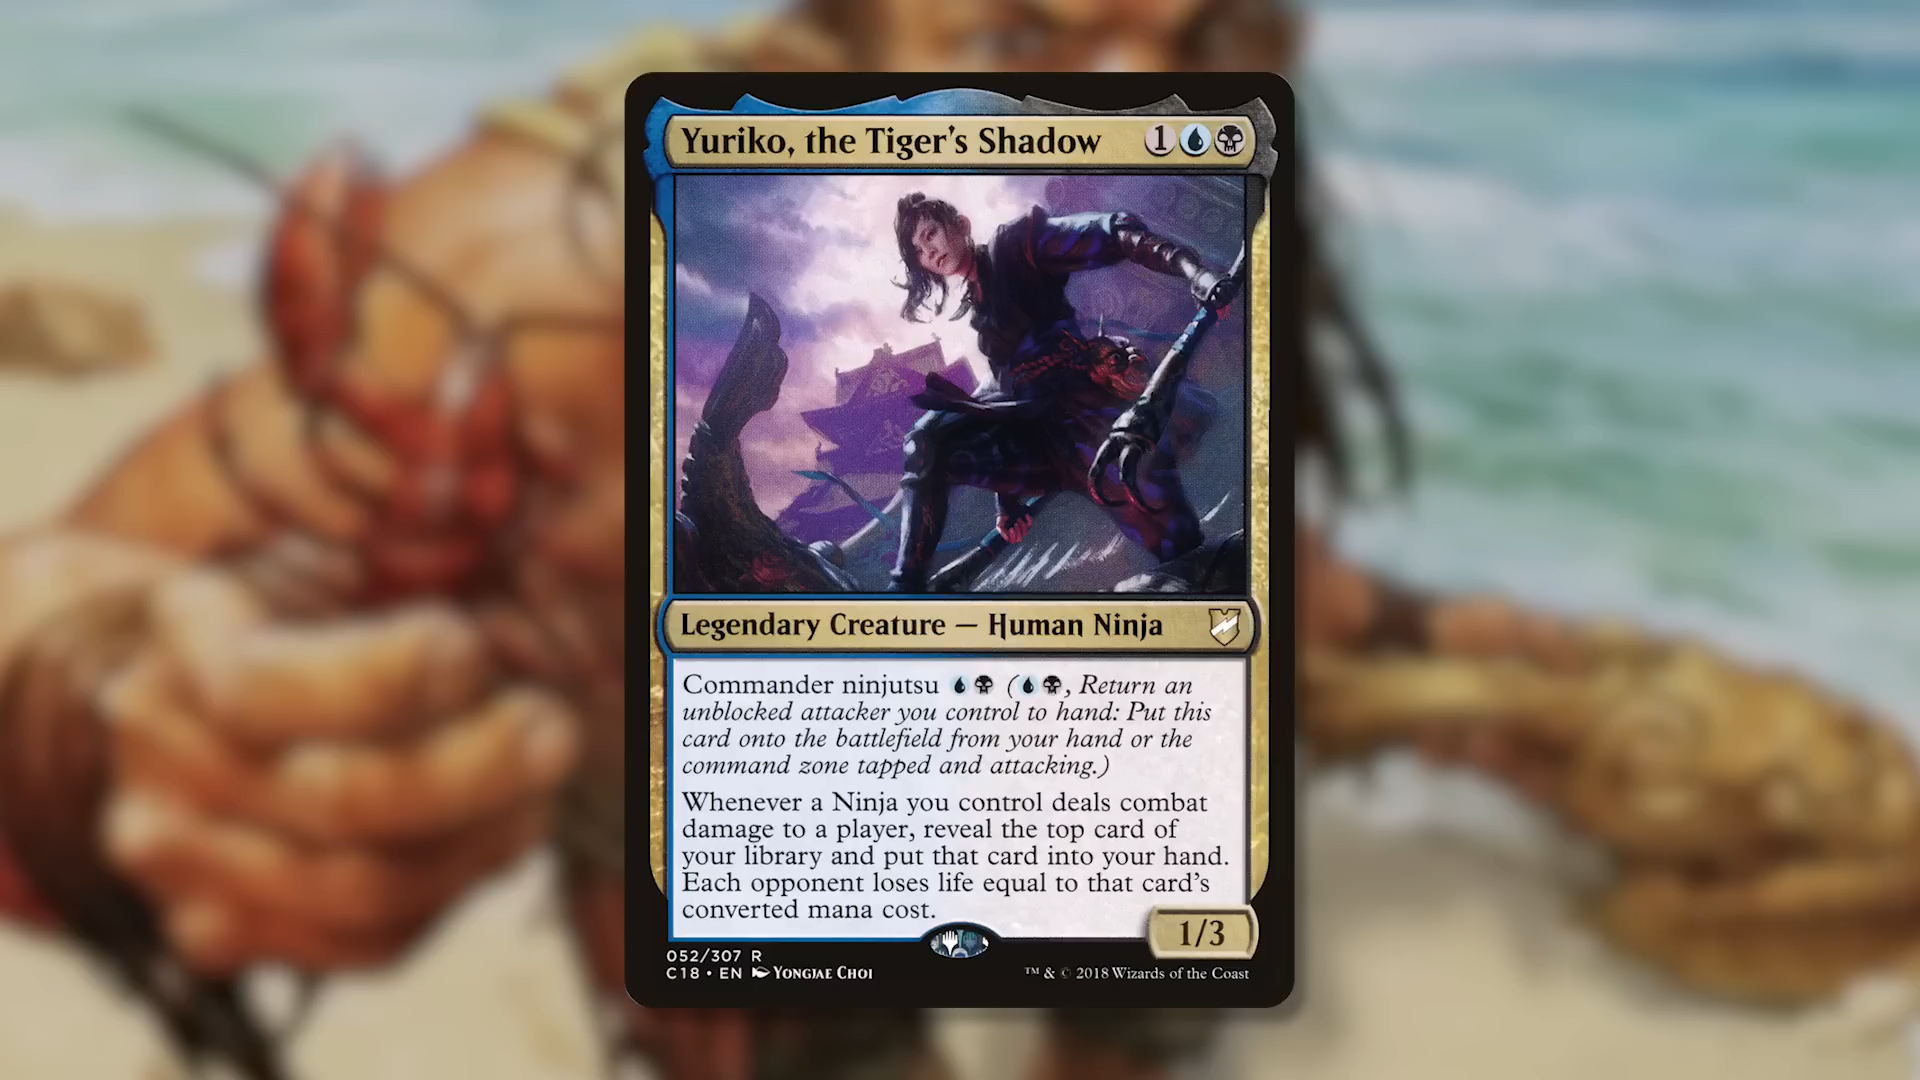 Yuriko, the Tiger's Shadow 1
Legendary Creature — Human Ninja
Commander ninjutsu (, Return an
unblocked attacker you control to hand: Put this
card onto the battlefield from your hand or the
command zone tapped and attacking.)
Whenever a Ninja you control deals combat
damage to a player, reveal the top card of
your library and put that card into your hand.
Each opponent loses life equal to that card's
converted mana cost.
1/3
052/307 R
C18 • EN Yongjae Choi
™ & © 2018 Wizards of the Coast